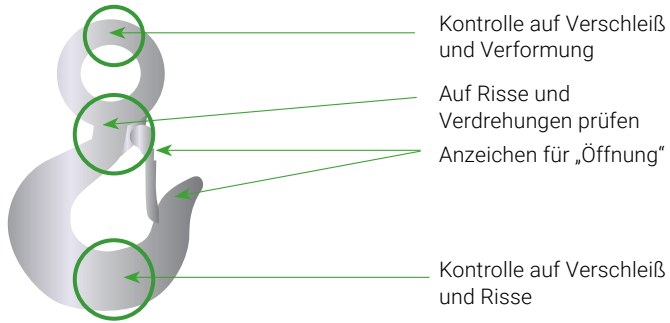 Kontrolle auf Verschleiß
und Verformung
Auf Risse und
Verdrehungen prüfen
Anzeichen für „Öffnung“
Kontrolle auf Verschleiß
und Risse